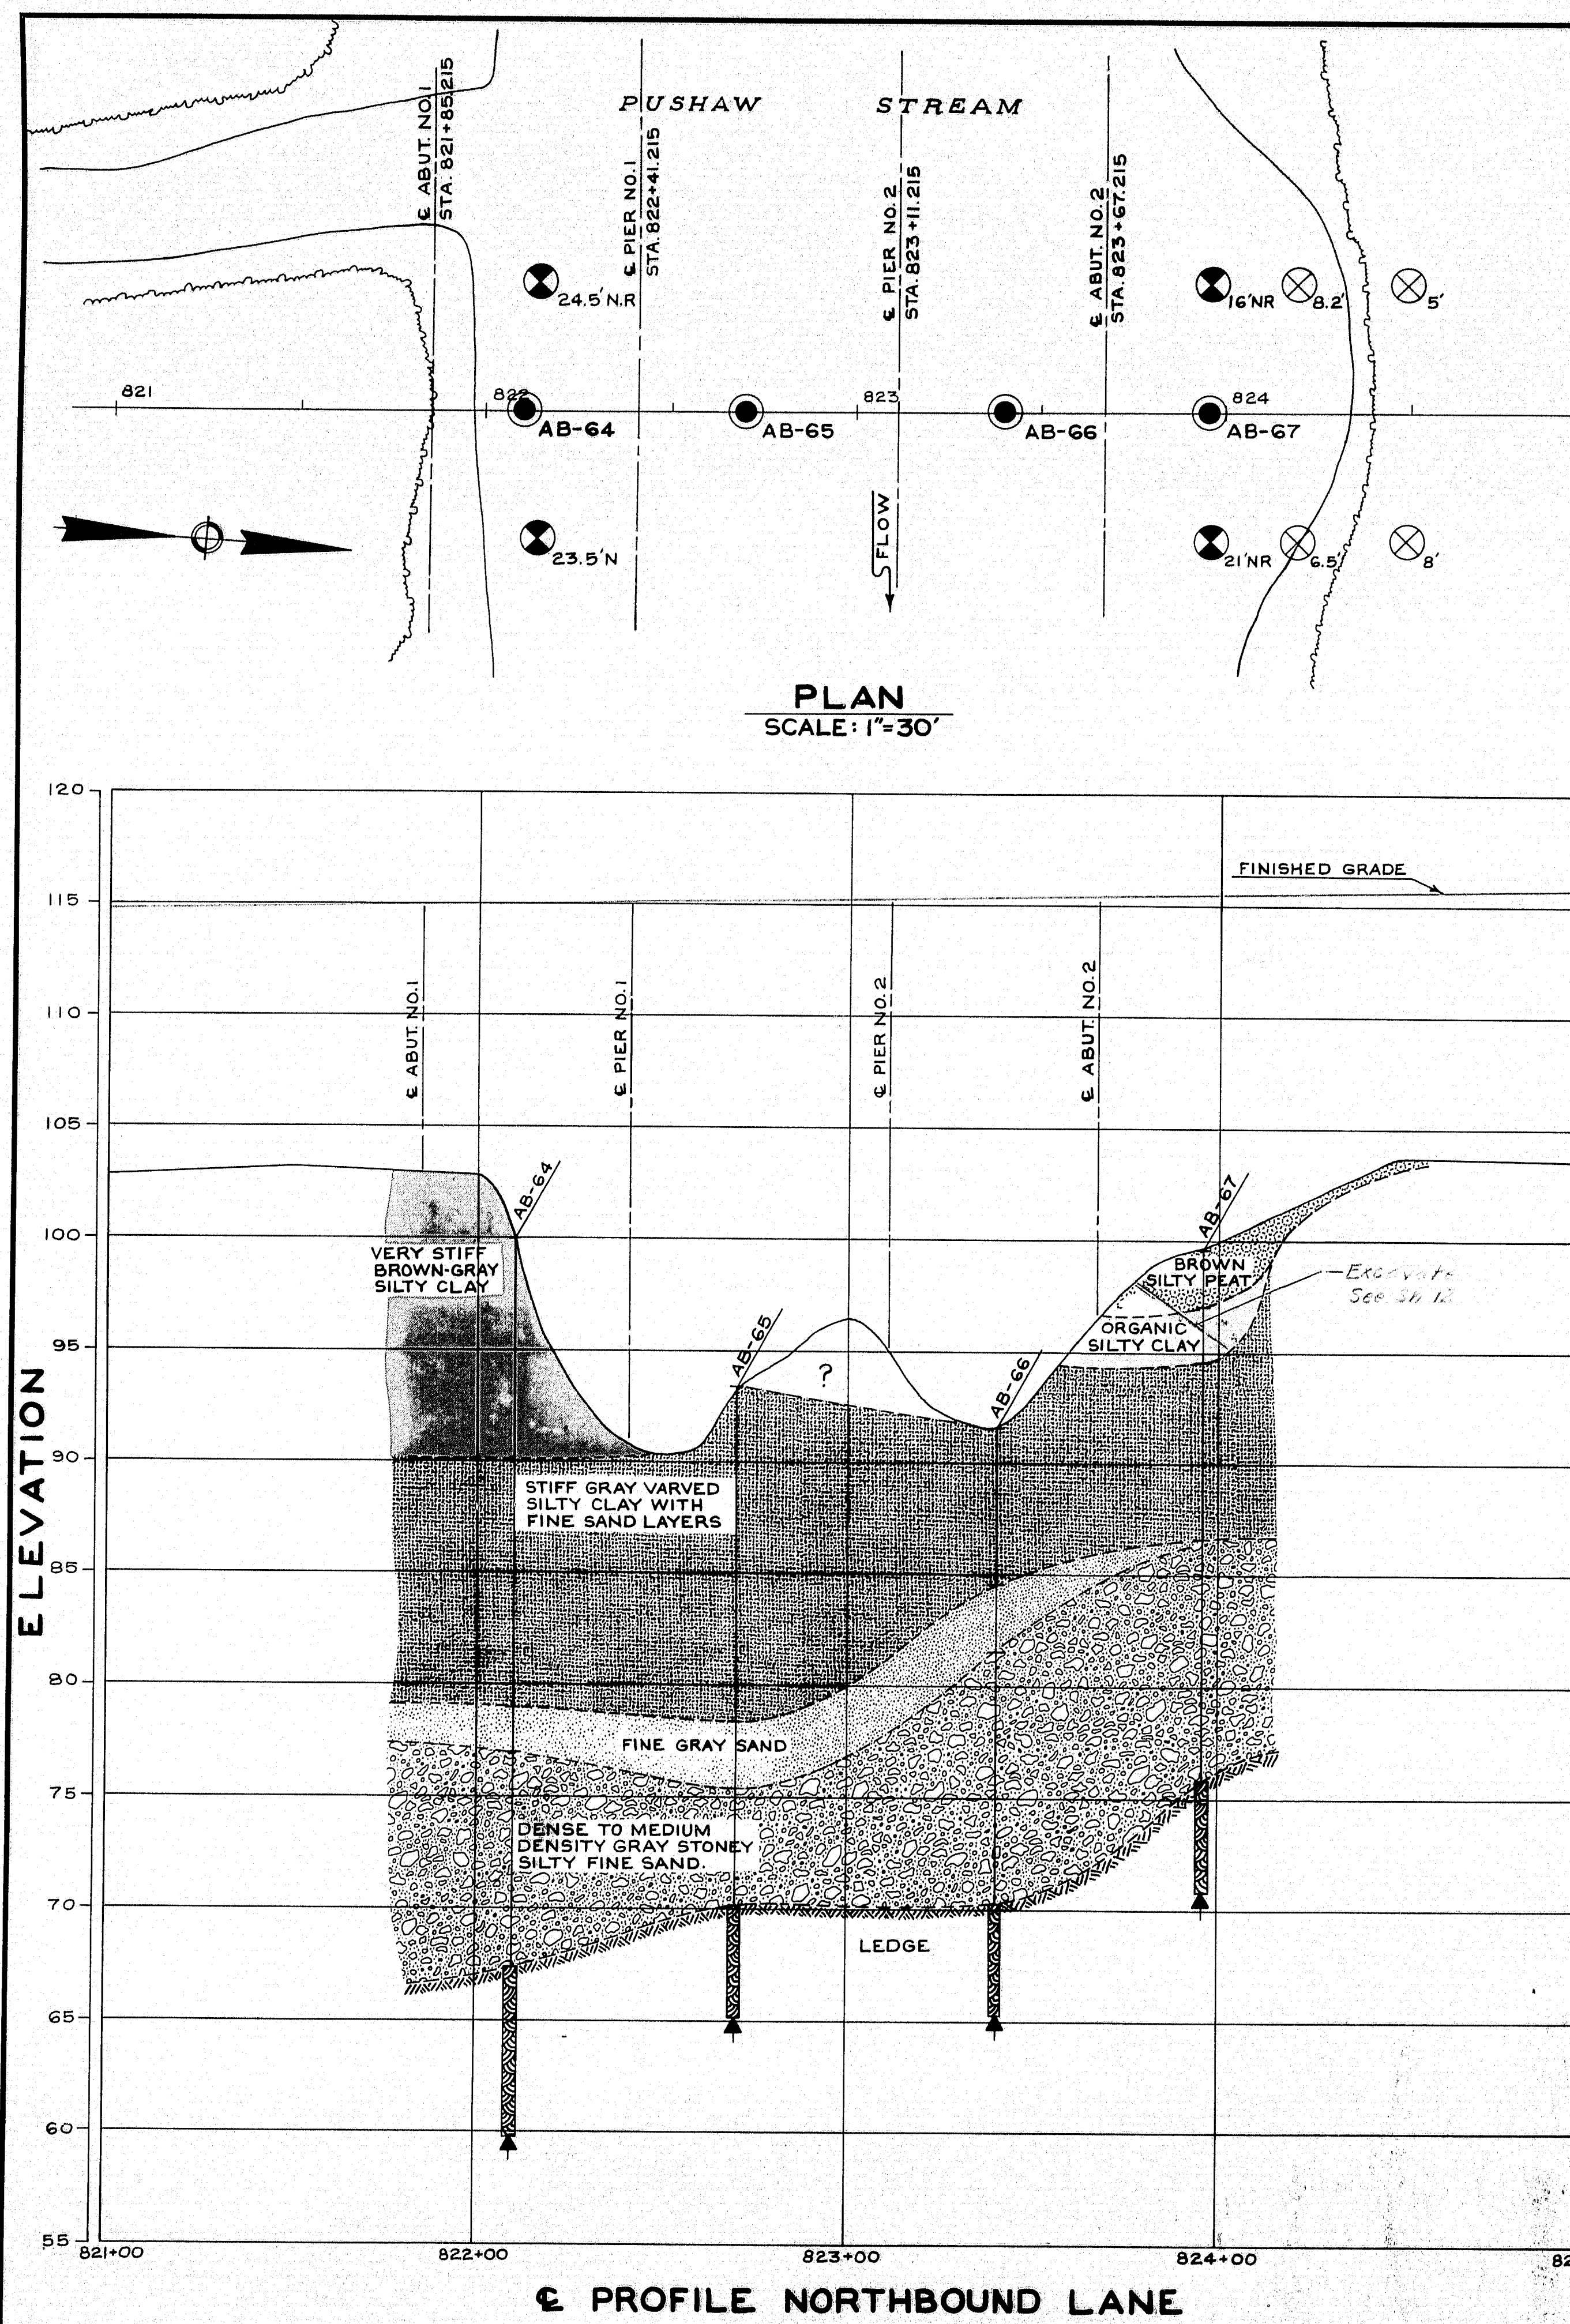 PUSHAW STREAM
℄ ABUT. NO.1
STA. 821+85.215
℄ PIER NO.1
STA. 822+41.215
℄ PIER NO. 2
STA. 823+11.215
℄ ABUT. NO.2
STA. 823+67.215
24.5' N.R
16'NR
8.2'
5'
821
822
823
824
AB-64
AB-65
AB-66
AB-67
FLOW
23.5'N
21'NR
6.5'
8'
PLAN
SCALE: 1"=30'
120
115
110
105
100
95
90
85
80
75
70
65
60
55
ELEVATION
FINISHED GRADE
℄ ABUT. NO.1
℄ PIER NO.1
℄ PIER NO.2
℄ ABUT. NO.2
AB-64
AB-65
AB-66
AB-67
VERY STIFF
BROWN-GRAY
SILTY CLAY
BROWN
SILTY PEAT
Excavate
See Sh 12
ORGANIC
SILTY CLAY
?
STIFF GRAY VARVED
SILTY CLAY WITH
FINE SAND LAYERS
FINE GRAY SAND
DENSE TO MEDIUM
DENSITY GRAY STONEY
SILTY FINE SAND.
LEDGE
821+00
822+00
823+00
824+00
℄ PROFILE NORTHBOUND LANE